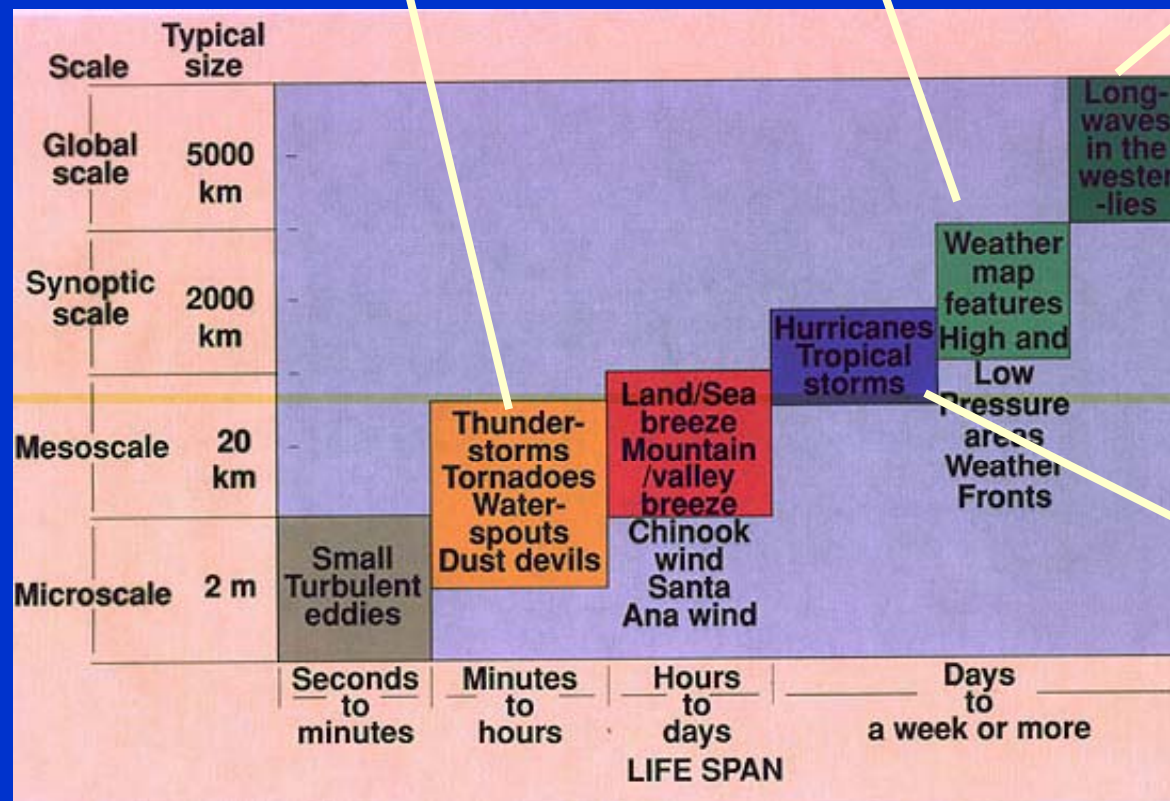 Scale
Typical
size
Global
scale
5000
km
Synoptic
scale
2000
km
Mesoscale
20
km
Microscale
2 m
Small
Turbulent
eddies
Thunder-
storms
Tornadoes
Water-
spouts
Dust devils
Land/Sea
breeze
Mountain
/valley
breeze
Chinook
wind
Santa
Ana wind
Hurricanes
Tropical
storms
Weather
map
features
High and
Low
Pressure
areas
Weather
Fronts
Long-
waves
in the
wester
-lies
Seconds
to
minutes
Minutes
to
hours
Hours
to
days
Days
to
a week or more
LIFE SPAN